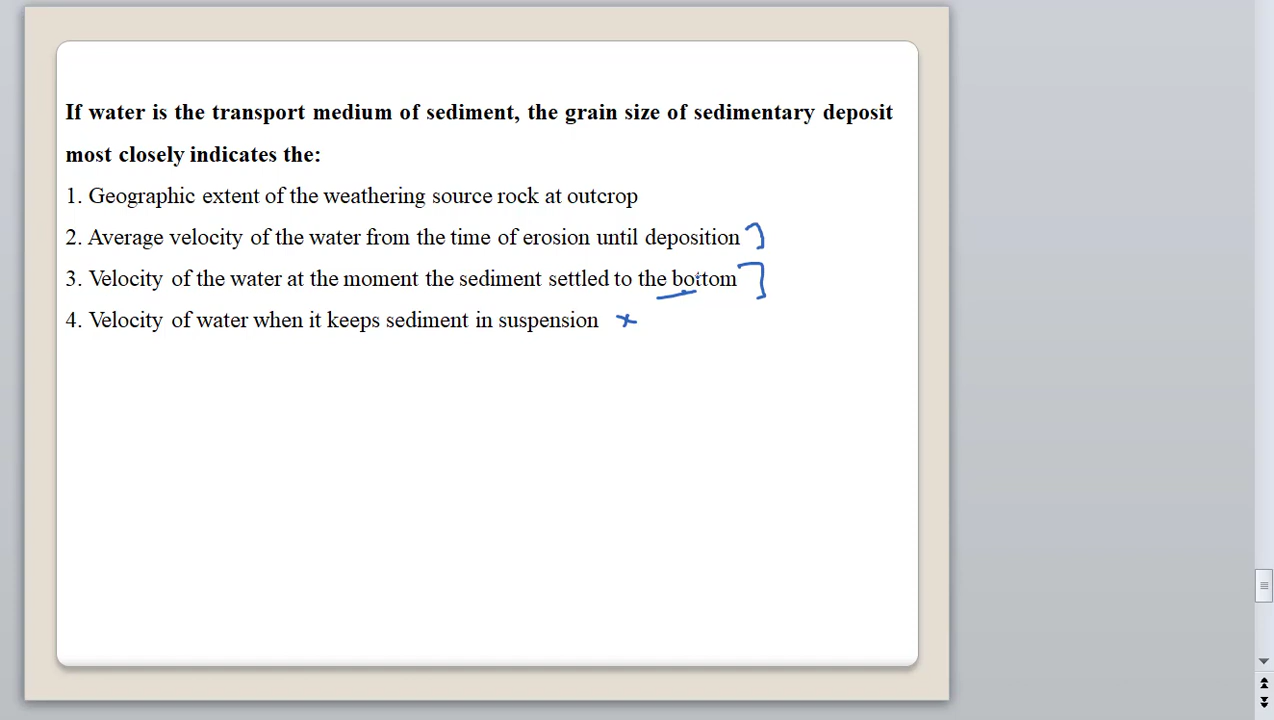 If water is the transport medium of sediment, the grain size of sedimentary deposit
most closely indicates the:
1. Geographic extent of the weathering source rock at outcrop
2. Average velocity of the water from the time of erosion until deposition
3. Velocity of the water at the moment the sediment settled to the bottom
4. Velocity of water when it keeps sediment in suspension